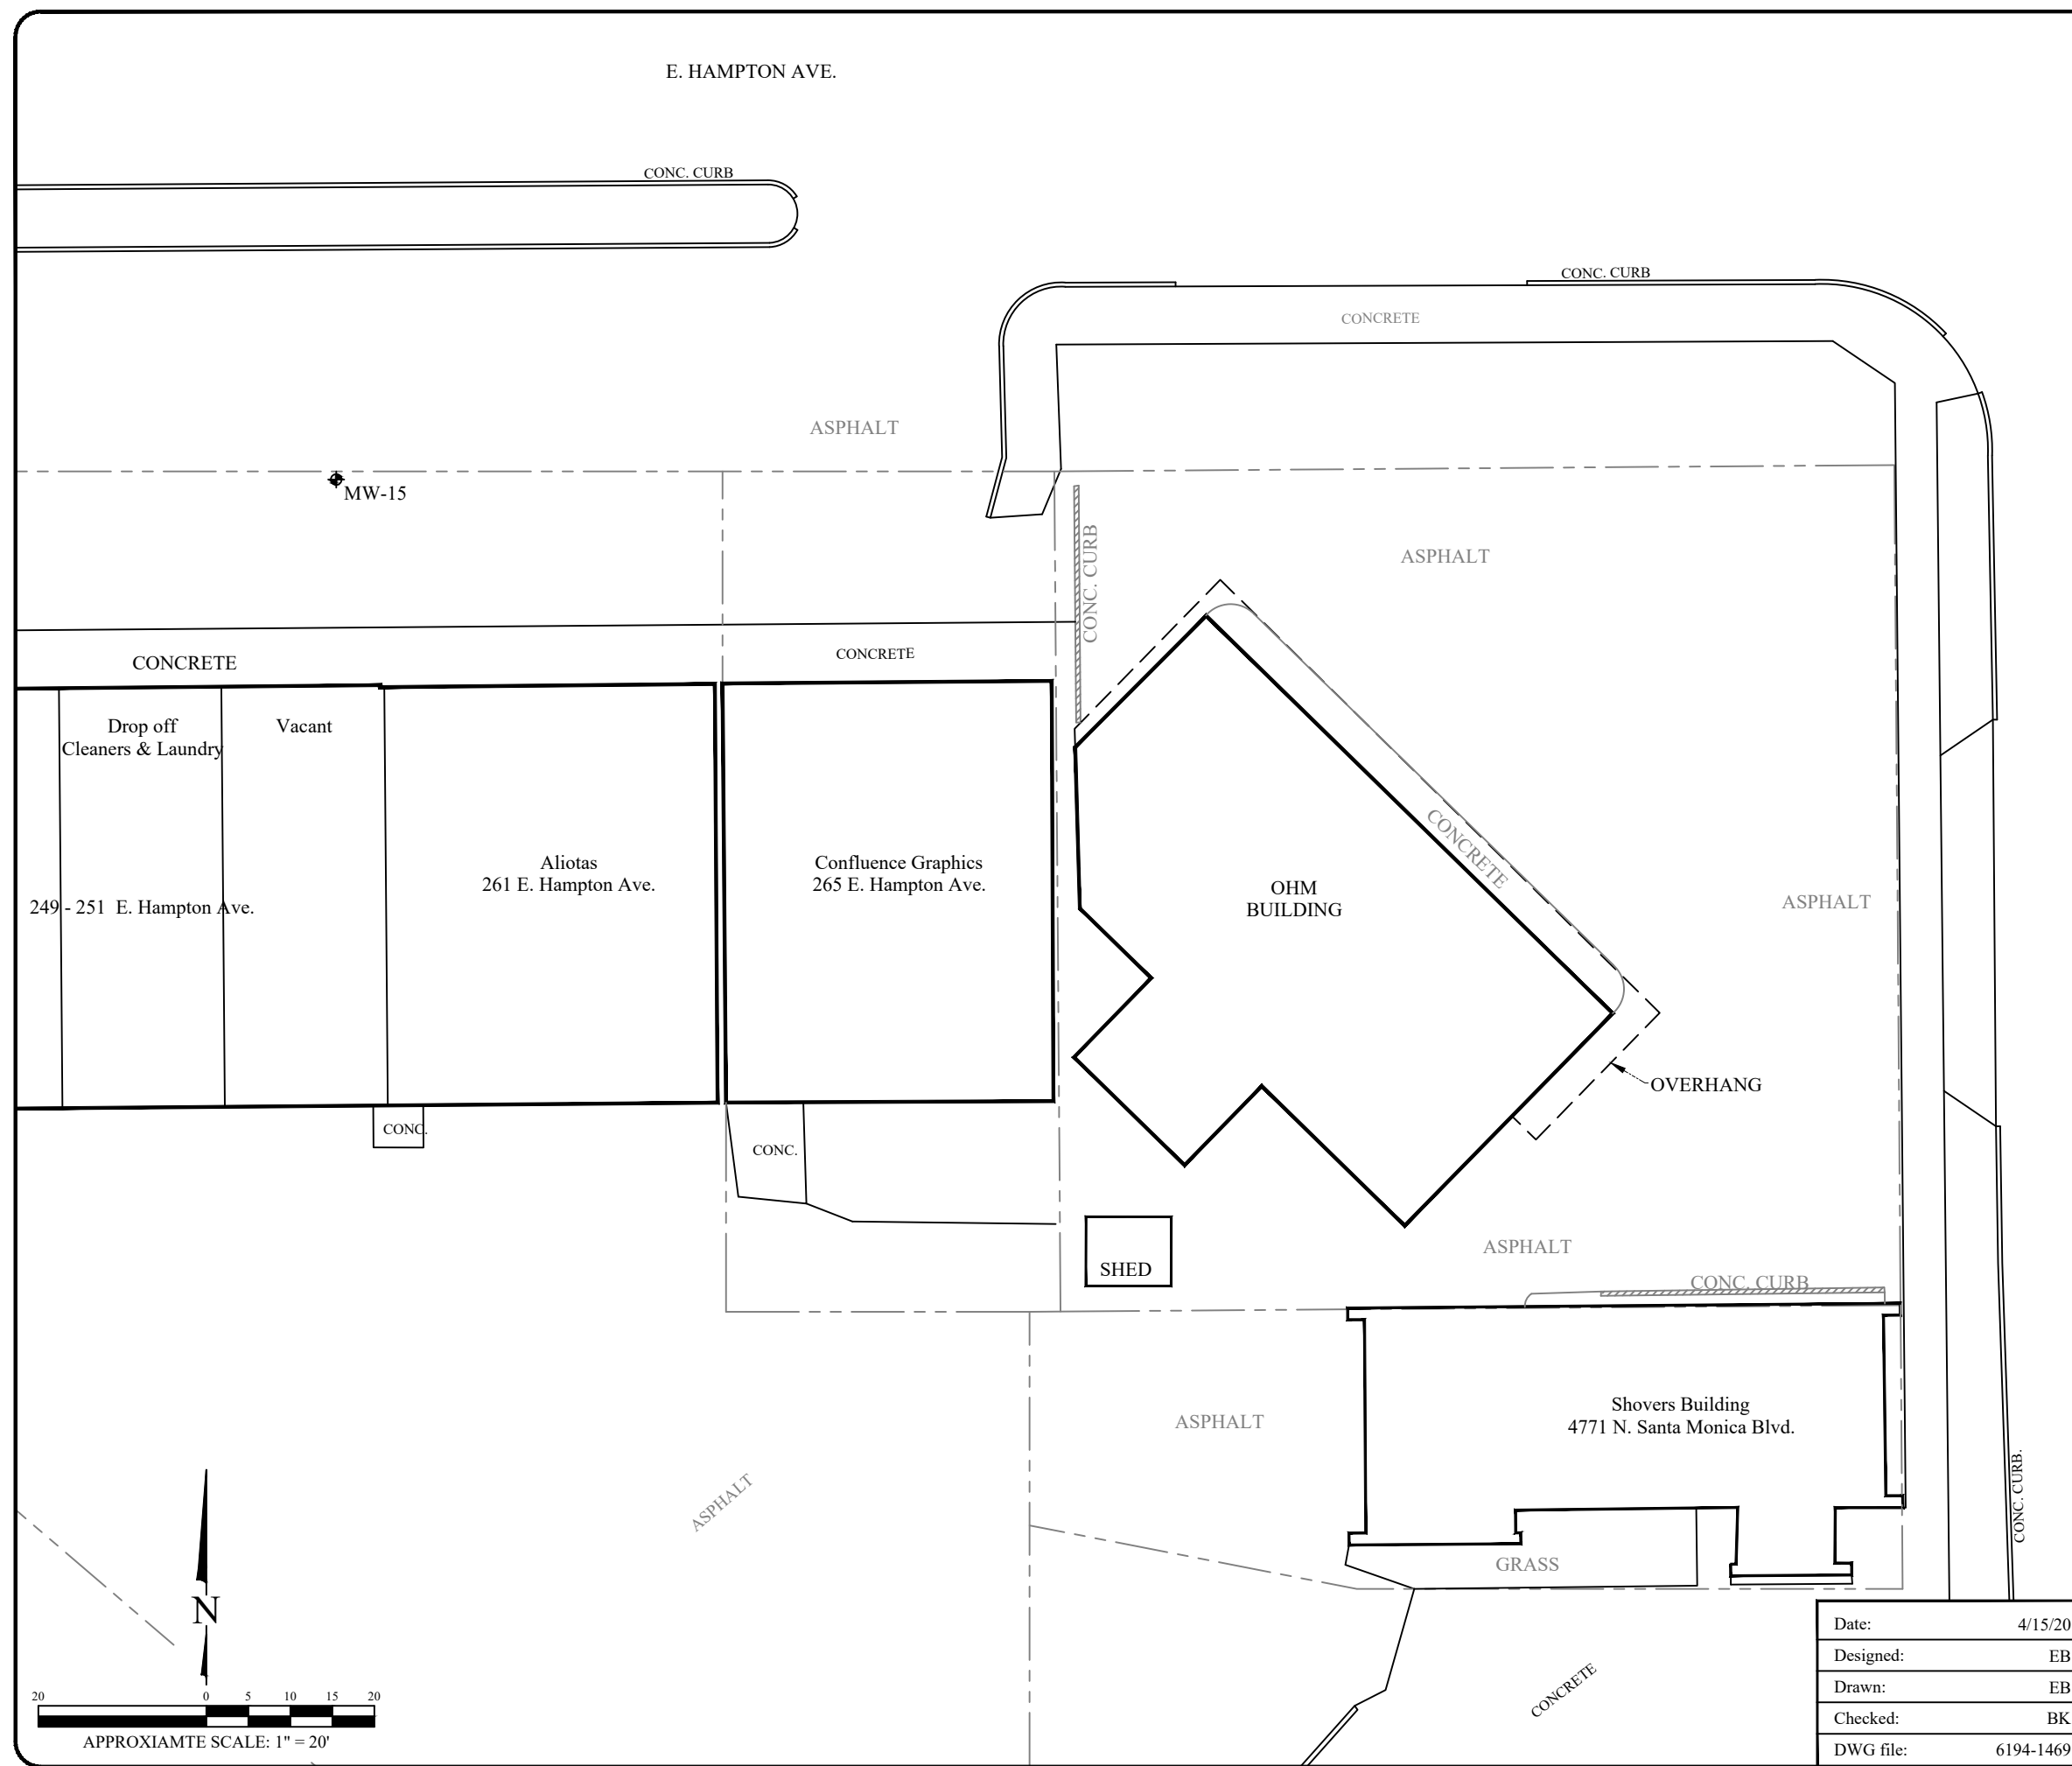 E. HAMPTON AVE.
CONC. CURB
CONC. CURB
CONCRETE
ASPHALT
MW-15
CONC. CURB
ASPHALT
CONCRETE
CONCRETE
Drop off
Cleaners & Laundry
Vacant
Aliotas
261 E. Hampton Ave.
Confluence Graphics
265 E. Hampton Ave.
249 - 251 E. Hampton Ave.
OHM
BUILDING
CONCRETE
ASPHALT
OVERHANG
CONC.
CONC.
SHED
ASPHALT
CONC. CURB
ASPHALT
Shovers Building
4771 N. Santa Monica Blvd.
ASPHALT
GRASS
CONC. CURB.
CONCRETE
N
20 0 5 10 15 20
APPROXIAMTE SCALE: 1" = 20'
Date: 4/15/20
Designed: EB
Drawn: EB
Checked: BK
DWG file: 6194-1469